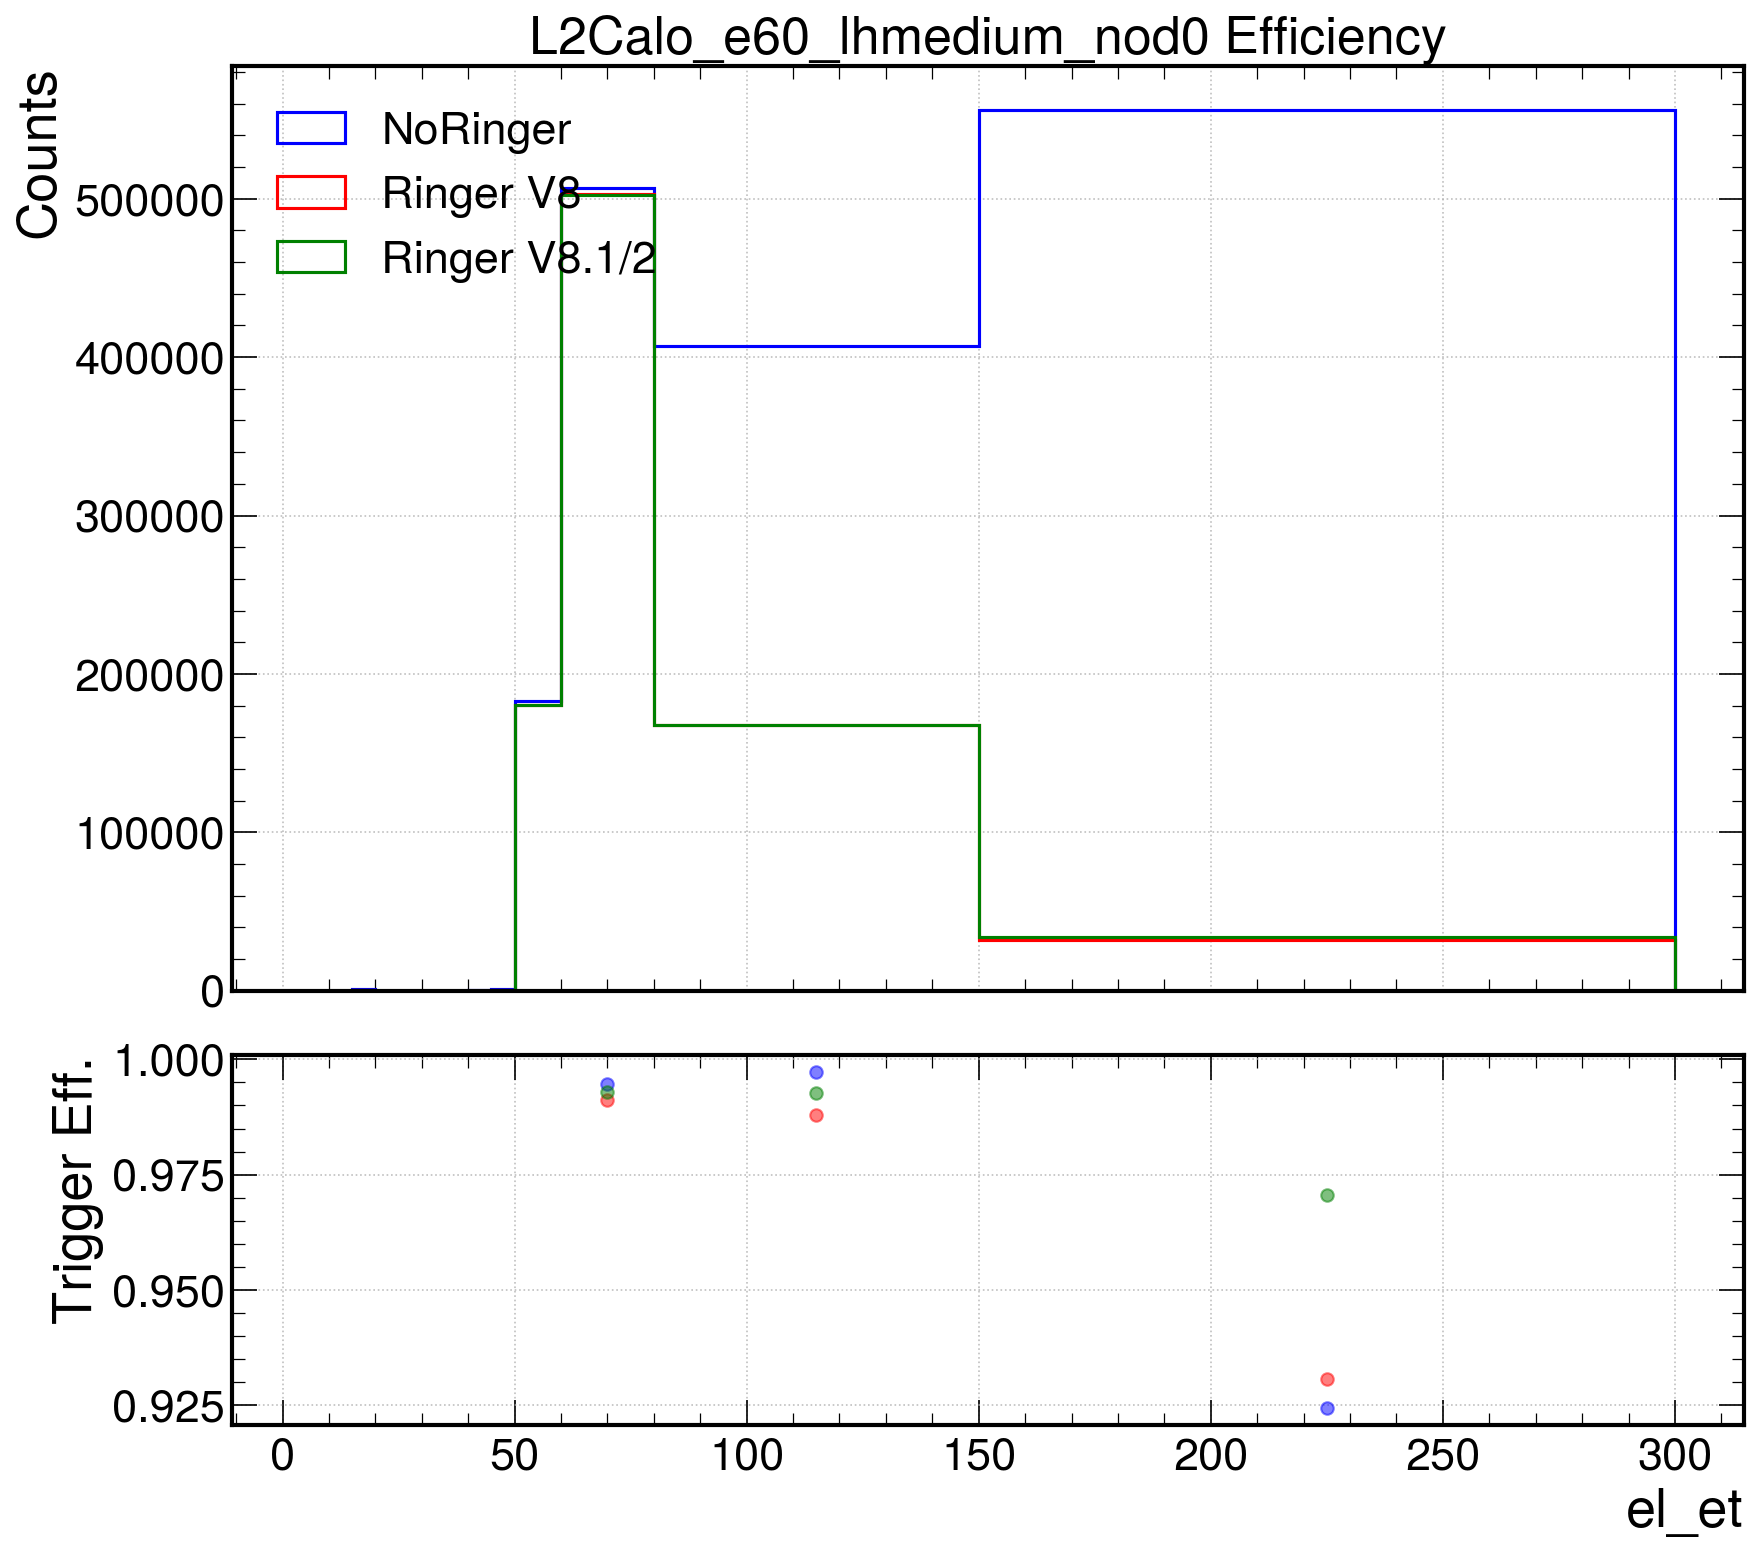 L2Calo_e60_lhmedium_nod0 Efficiency
Counts
NoRinger
Ringer V8
Ringer V8.1/2
500000
400000
300000
200000
100000
0
Trigger Eff.
1.000
0.975
0.950
0.925
0 50 100 150 200 250 300
el_et